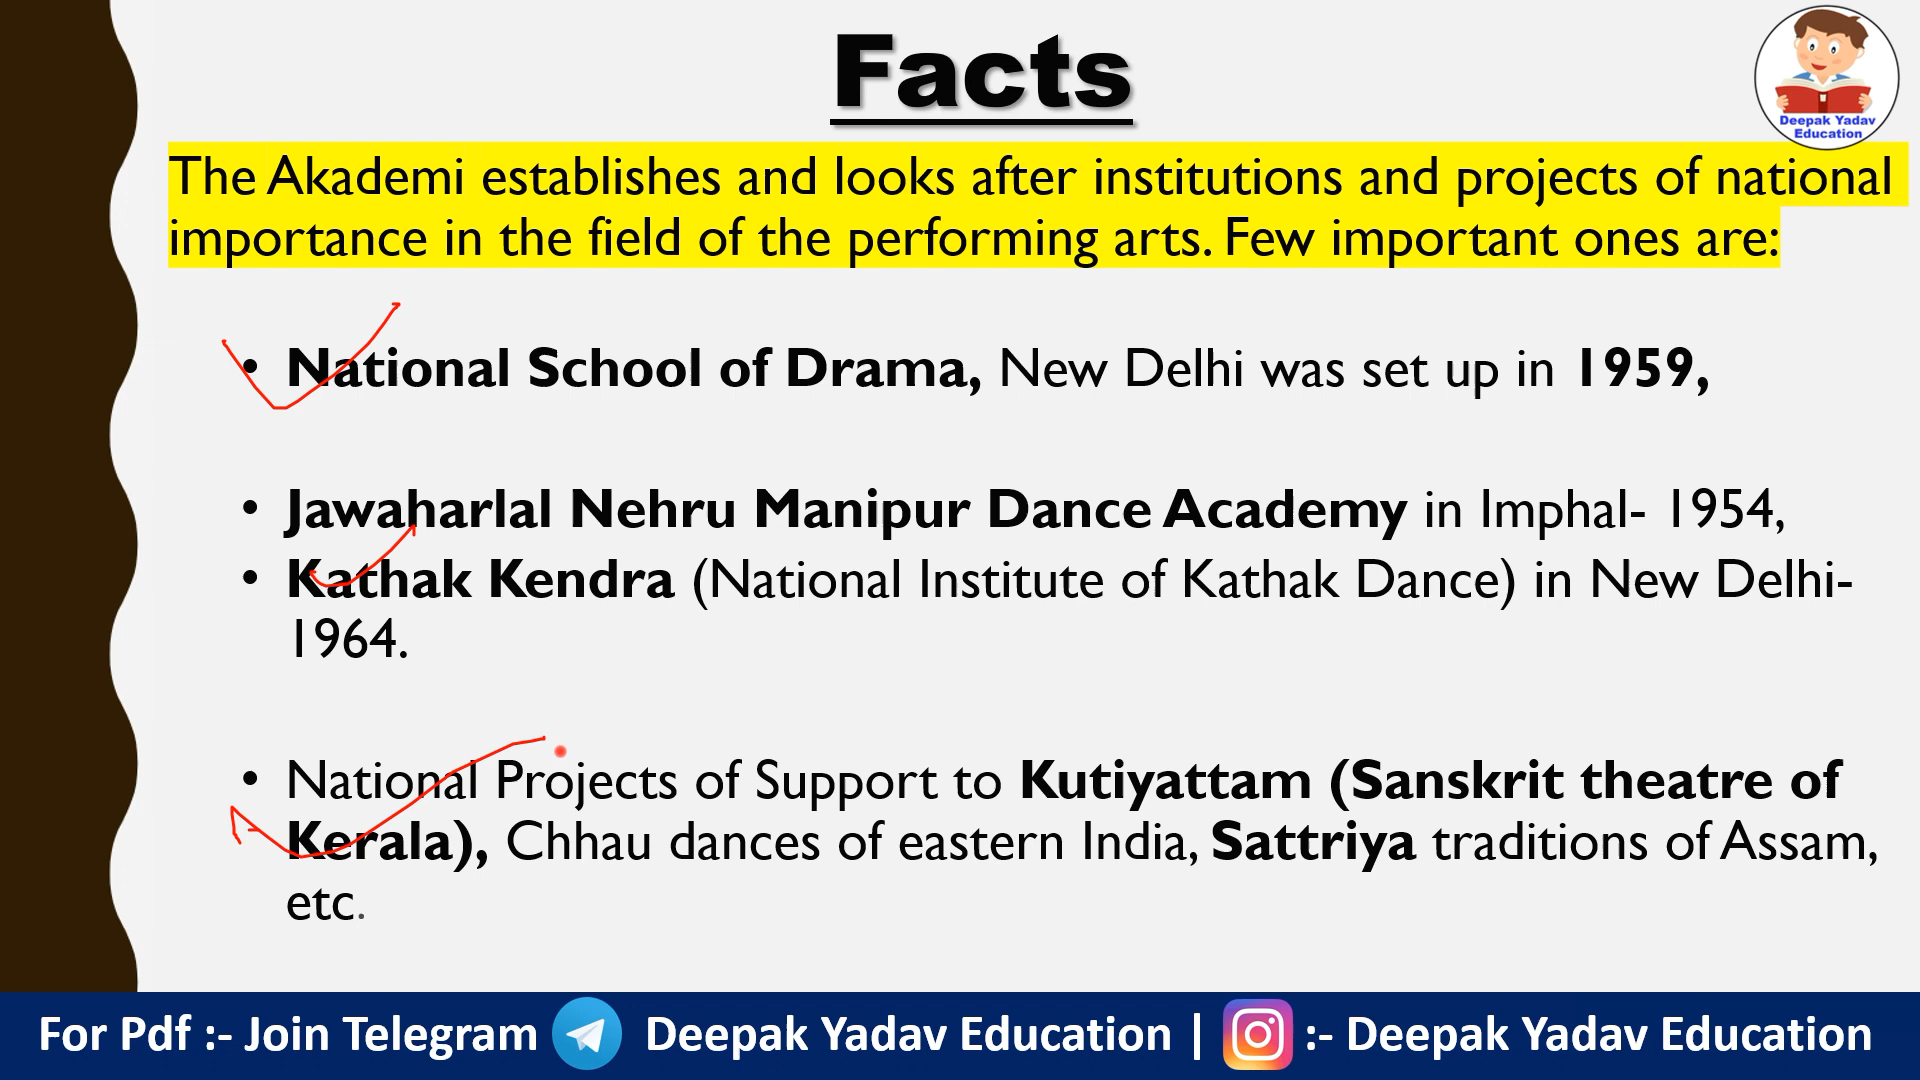 Facts
Deepak Yadav
Education
The Akademi establishes and looks after institutions and projects of national
importance in the field of the performing arts. Few important ones are:
• National School of Drama, New Delhi was set up in 1959,
• Jawaharlal Nehru Manipur Dance Academy in Imphal- 1954,
• Kathak Kendra (National Institute of Kathak Dance) in New Delhi-
1964.
• National Projects of Support to Kutiyattam (Sanskrit theatre of
Kerala), Chhau dances of eastern India, Sattriya traditions of Assam,
etc.
For Pdf :- Join Telegram Deepak Yadav Education | :- Deepak Yadav Education